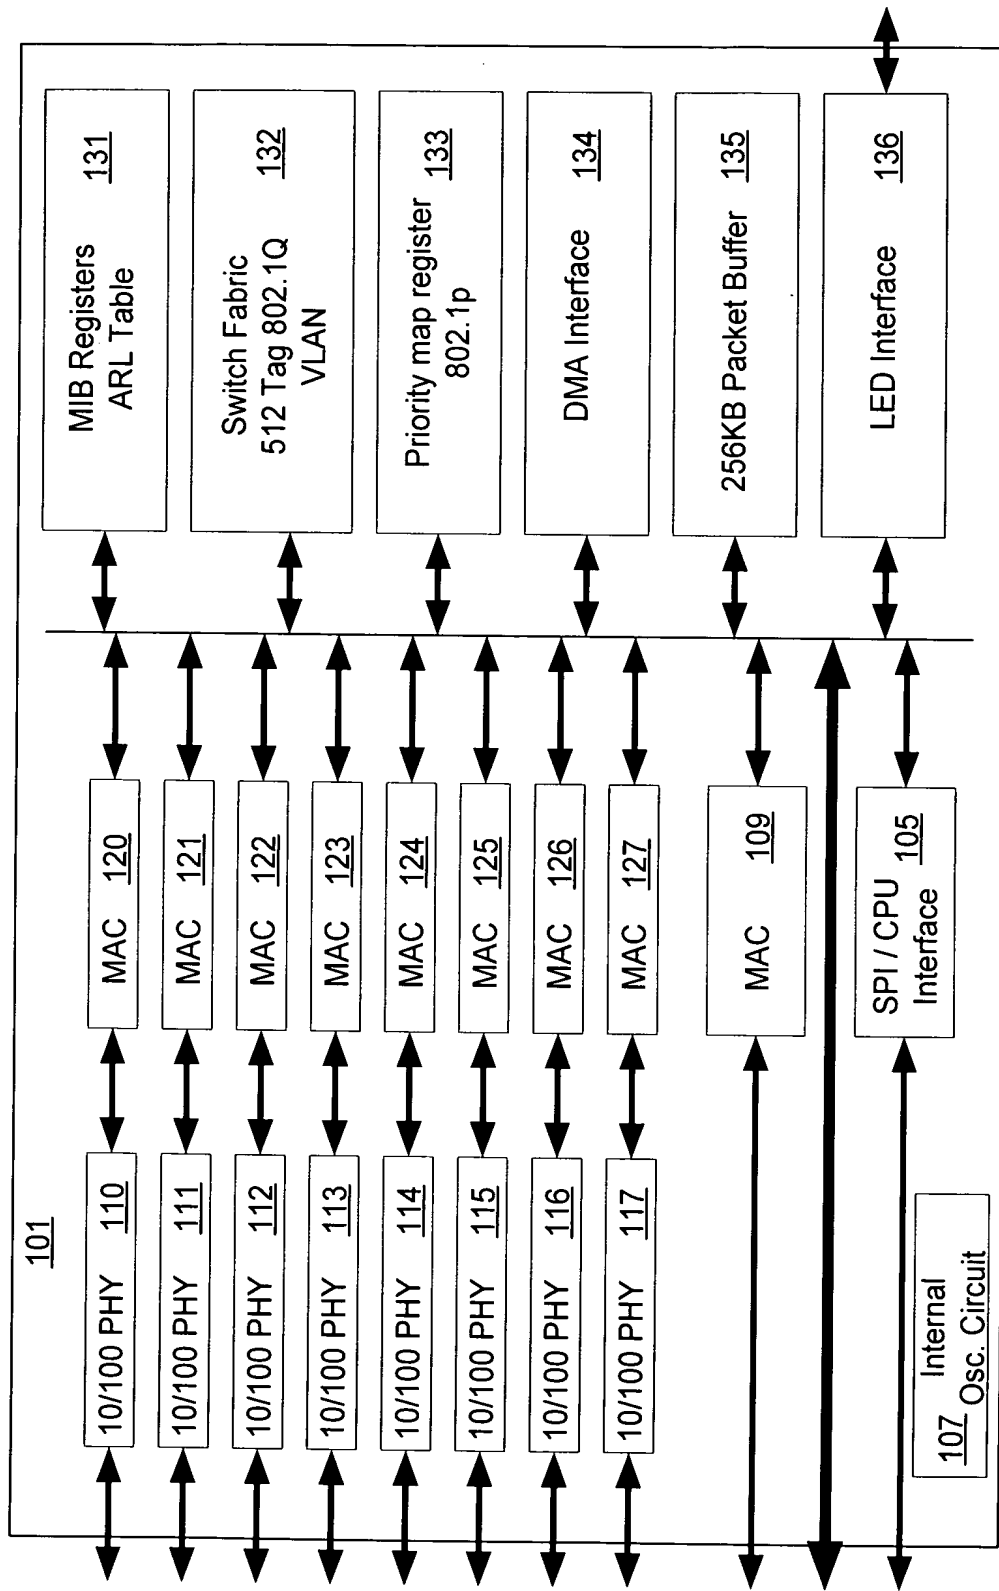 101
10/100 PHY 110
MAC 120
10/100 PHY 111
MAC 121
10/100 PHY 112
MAC 122
10/100 PHY 113
MAC 123
10/100 PHY 114
MAC 124
10/100 PHY 115
MAC 125
10/100 PHY 116
MAC 126
10/100 PHY 117
MAC 127
MAC 109
SPI / CPU
Interface 105
Internal
107 Osc. Circuit
MIB Registers
ARL Table 131
Switch Fabric
512 Tag 802.1Q 132
VLAN
Priority map register 133
802.1p
DMA Interface 134
256KB Packet Buffer 135
LED Interface 136